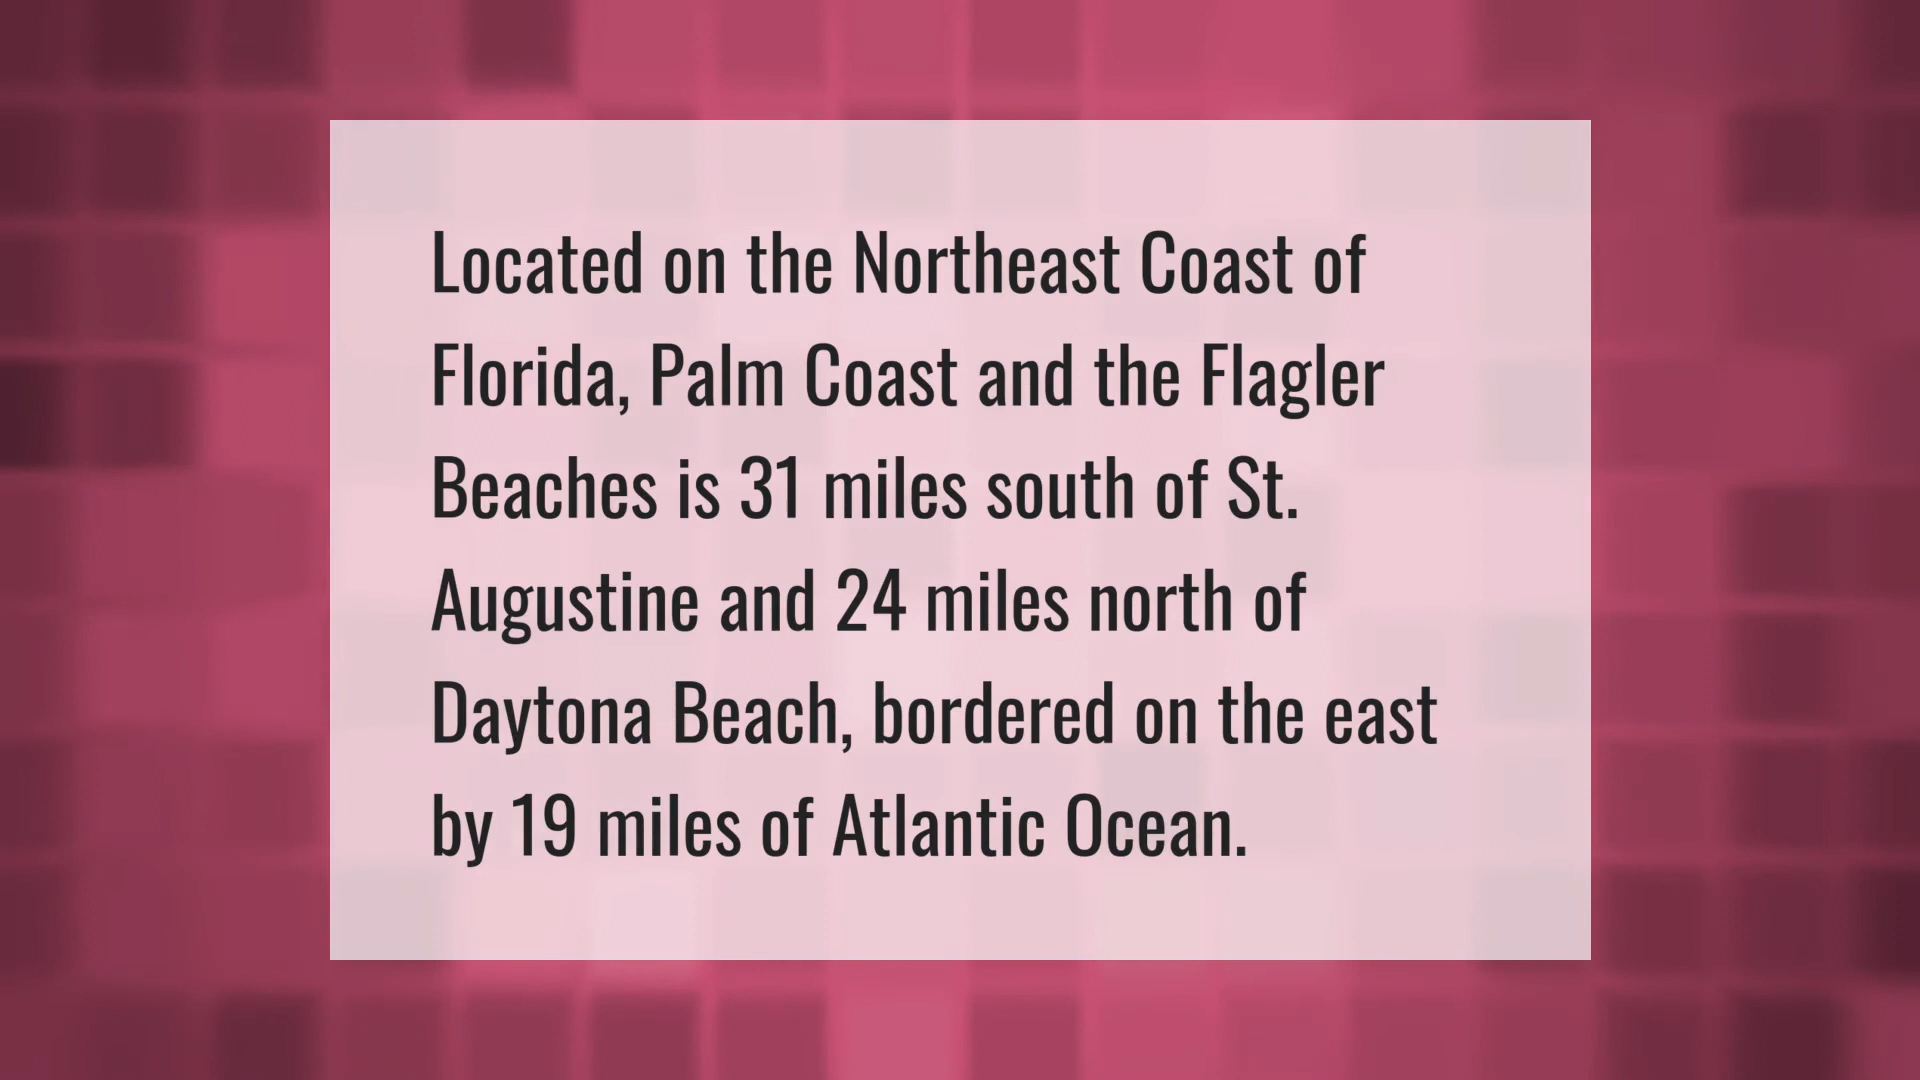 Located on the Northeast Coast of
Florida, Palm Coast and the Flagler
Beaches is 31 miles south of St.
Augustine and 24 miles north of
Daytona Beach, bordered on the east
by 19 miles of Atlantic Ocean.